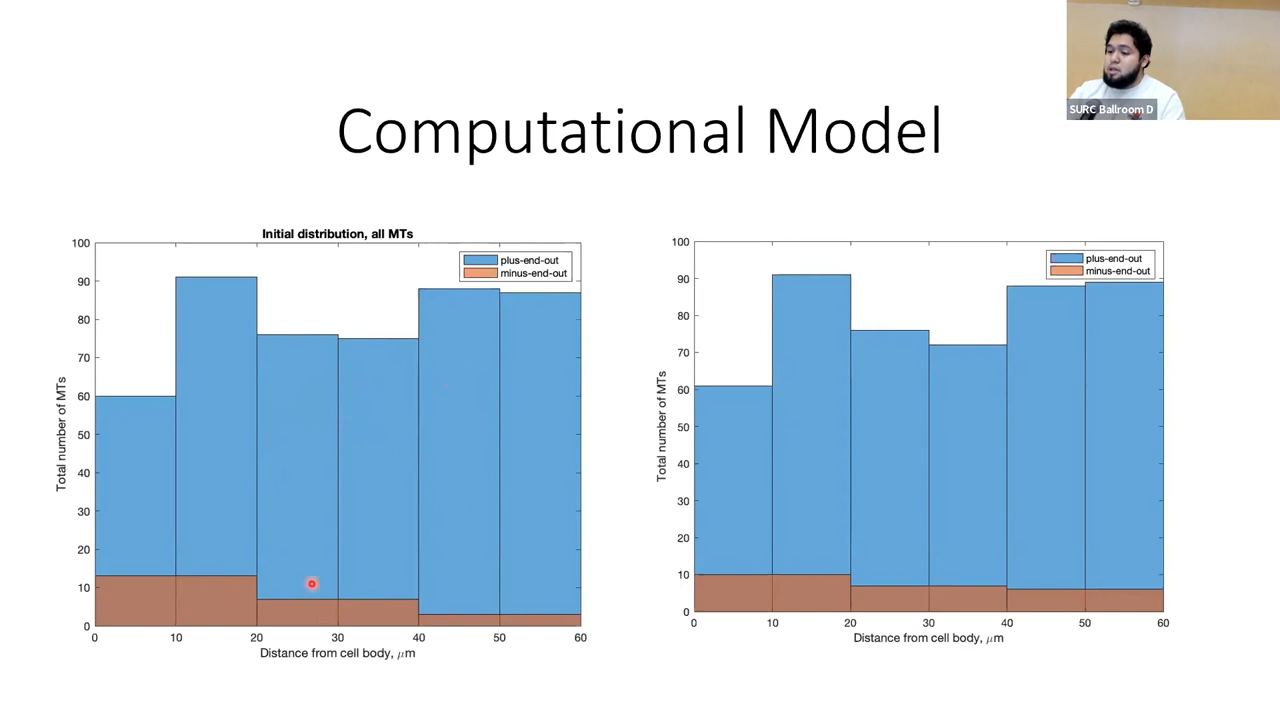 SURC Ballroom D
Computational Model
Initial distribution, all MTs
plus-end-out
minus-end-out
Total number of MTs
100
90
80
70
60
50
40
30
20
10
0
0 10 20 30 40 50 60
Distance from cell body, μm
plus-end-out
minus-end-out
Total number of MTs
100
90
80
70
60
50
40
30
20
10
0
0 10 20 30 40 50 60
Distance from cell body, μm